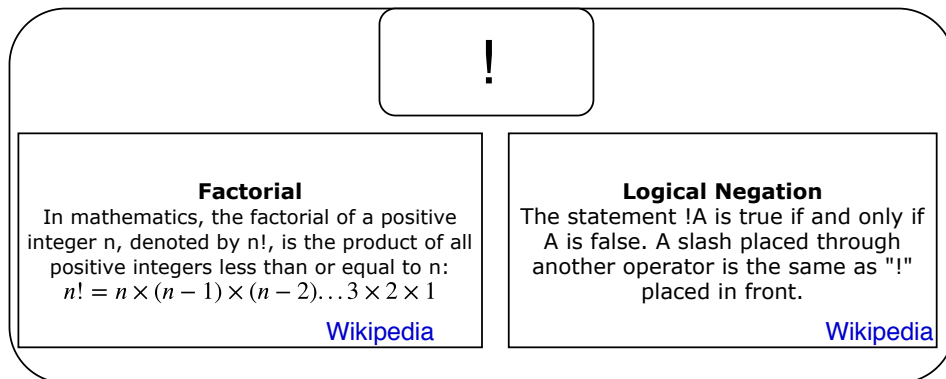 !
Factorial
In mathematics, the factorial of a positive
integer n, denoted by n!, is the product of all
positive integers less than or equal to n:
n! = n × (n − 1) × (n − 2)…3 × 2 × 1
Wikipedia
Logical Negation
The statement !A is true if and only if
A is false. A slash placed through
another operator is the same as "!"
placed in front.
Wikipedia